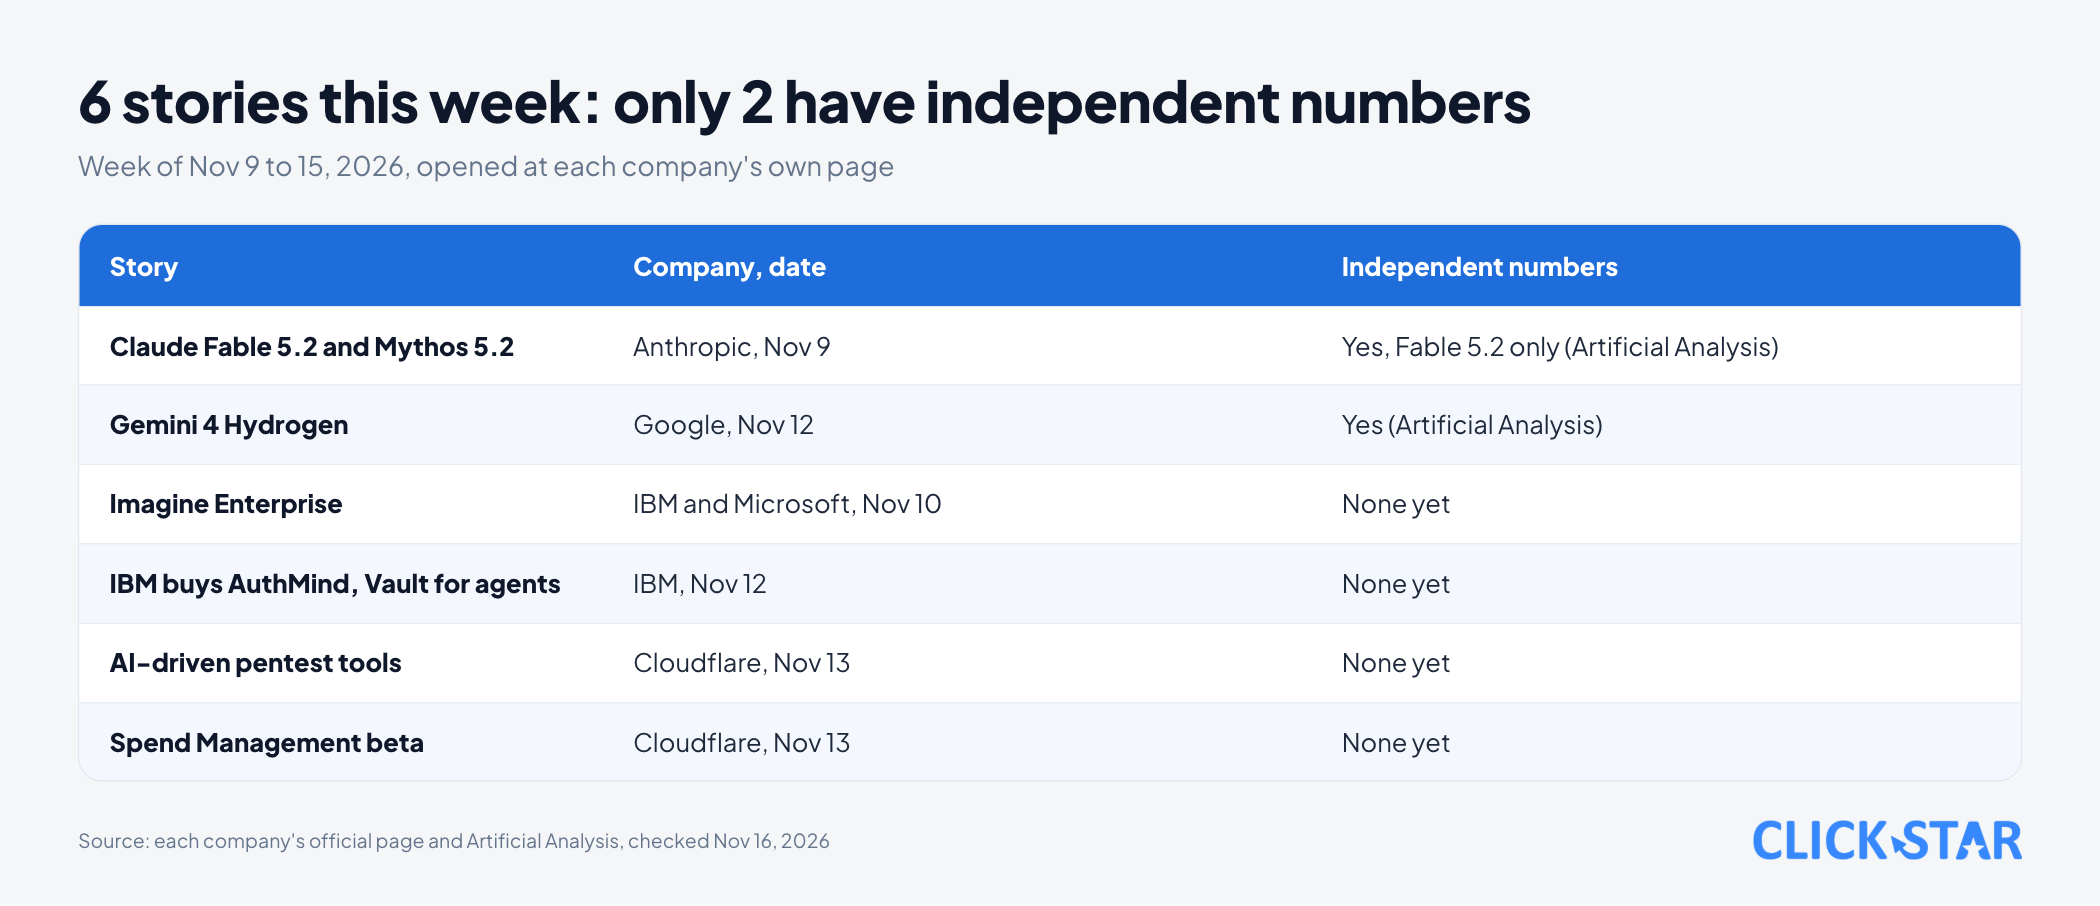 6 stories this week: only 2 have independent numbers
Week of Nov 9 to 15, 2026, opened at each company's own page
Story Company, date Independent numbers
Claude Fable 5.2 and Mythos 5.2 Anthropic, Nov 9 Yes, Fable 5.2 only (Artificial Analysis)
Gemini 4 Hydrogen Google, Nov 12 Yes (Artificial Analysis)
Imagine Enterprise IBM and Microsoft, Nov 10 None yet
IBM buys AuthMind, Vault for agents IBM, Nov 12 None yet
AI-driven pentest tools Cloudflare, Nov 13 None yet
Spend Management beta Cloudflare, Nov 13 None yet
Source: each company's official page and Artificial Analysis, checked Nov 16, 2026
CLICK STAR